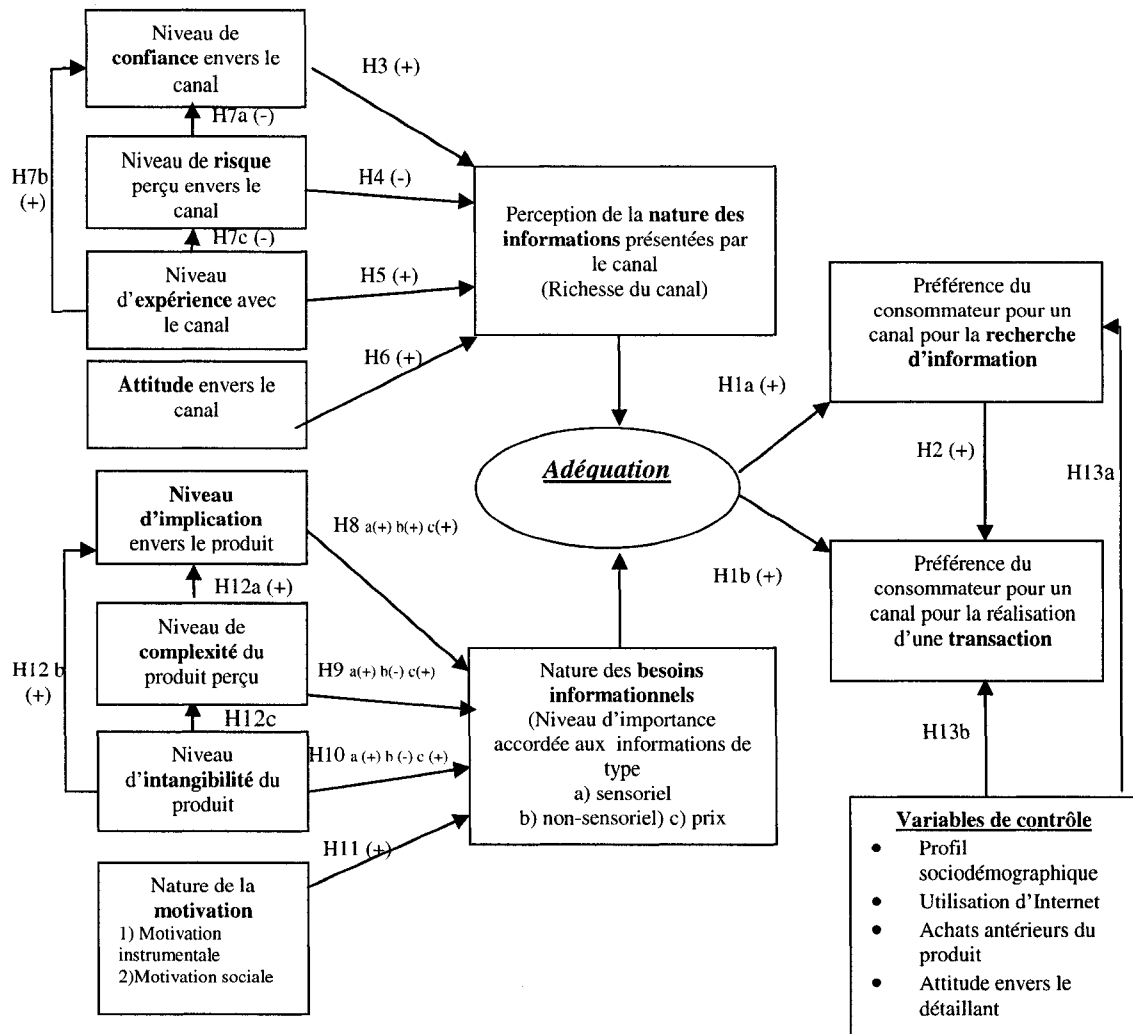 Niveau de
confiance envers le
canal
H3 (+)
H7a (-)
H7b
(+)
Niveau de risque
perçu envers le
canal
H4 (-)
H7c (-)
Niveau
d'expérience avec
le canal
H5 (+)
Attitude envers le
canal
H6 (+)
Perception de la nature des
informations présentées par
le canal
(Richesse du canal)
Adéquation
H1a (+)
H1b (+)
Préférence du
consommateur pour un
canal pour la recherche
d'information
H2 (+)
H13a
Préférence du
consommateur pour un
canal pour la réalisation
d'une transaction
H13b
Niveau
d'implication
envers le produit
H8 a(+) b(+) c(+)
H12a (+)
H12 b
(+)
Niveau de
complexité du
produit perçu
H9 a(+) b(-) c(+)
H12c
Niveau
d'intangibilité du
produit
H10 a (+) b (-) c (+)
Nature de la
motivation
1) Motivation
instrumentale
2)Motivation sociale
H11 (+)
Nature des besoins
informationnels
(Niveau d'importance
accordée aux informations de
type
a) sensoriel
b) non-sensoriel) c) prix
Variables de contrôle
• Profil
sociodémographique
• Utilisation d'Internet
• Achats antérieurs du
produit
• Attitude envers le
détaillant